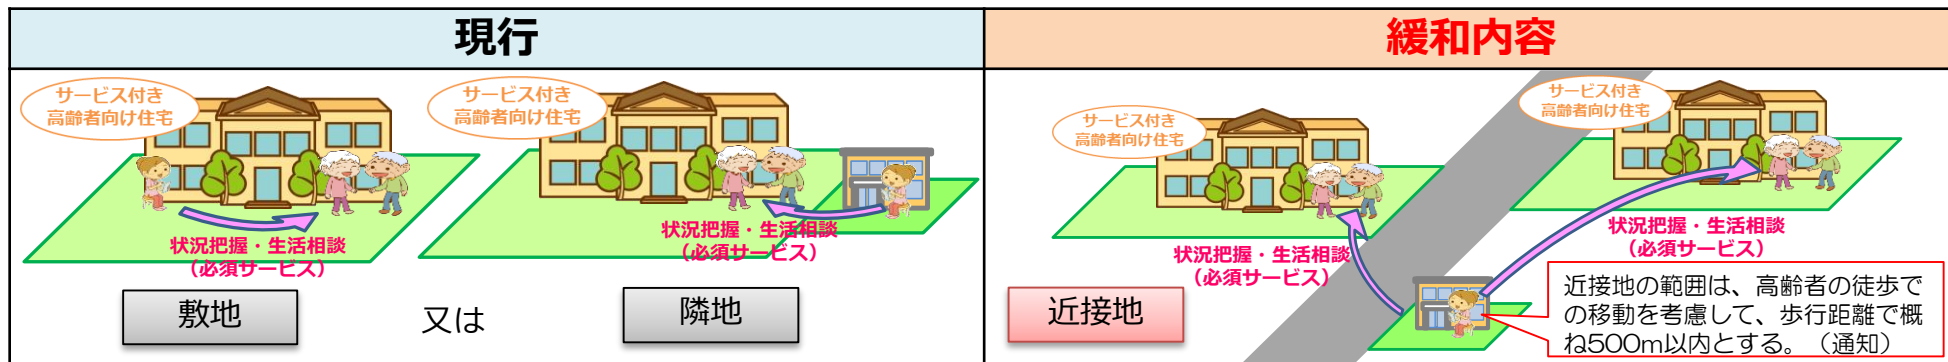 現行
サービス付き
高齢者向け住宅
状況把握・生活相談
（必須サービス）
敷地
又は
サービス付き
高齢者向け住宅
状況把握・生活相談
（必須サービス）
隣地
緩和内容
サービス付き
高齢者向け住宅
状況把握・生活相談
（必須サービス）
サービス付き
高齢者向け住宅
状況把握・生活相談
（必須サービス）
近接地
近接地の範囲は、高齢者の徒歩で
の移動を考慮して、歩行距離で概
ね500m以内とする。（通知）